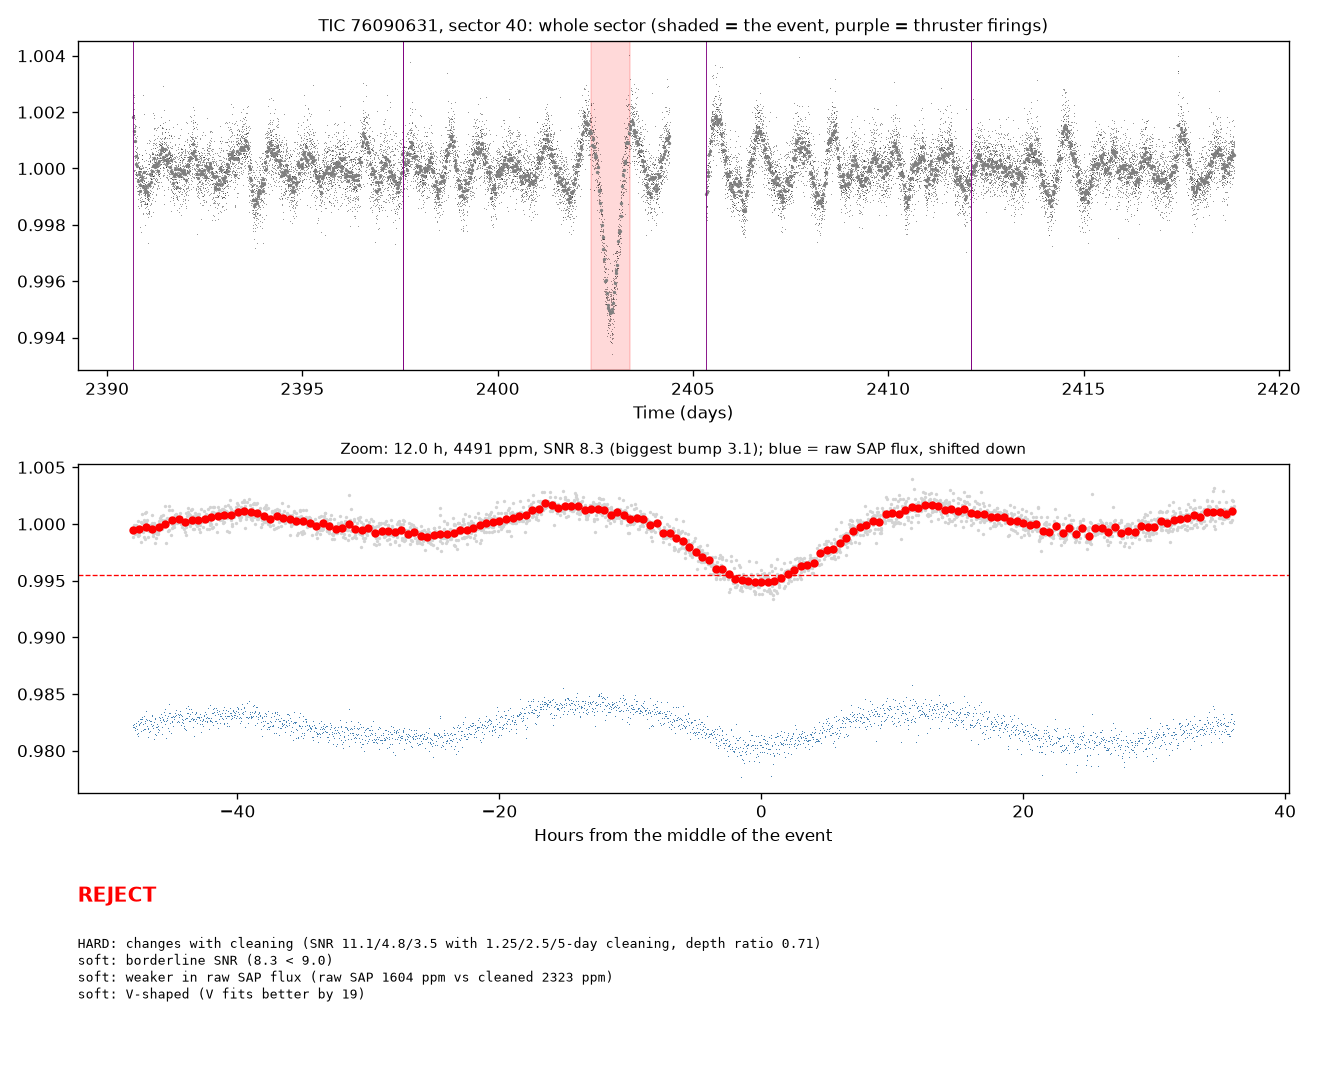 TIC 76090631, sector 40: whole sector (shaded = the event, purple = thruster firings)
1.004
1.002
1.000
0.998
0.996
0.994
2390
2395
2400
2405
2410
2415
2420
Time (days)
Zoom: 12.0 h, 4491 ppm, SNR 8.3 (biggest bump 3.1); blue = raw SAP flux, shifted down
1.005
1.000
0.995
0.990
0.985
0.980
−40
−20
0
20
40
Hours from the middle of the event
REJECT
HARD: changes with cleaning (SNR 11.1/4.8/3.5 with 1.25/2.5/5-day cleaning, depth ratio 0.71)
soft: borderline SNR (8.3 < 9.0)
soft: weaker in raw SAP flux (raw SAP 1604 ppm vs cleaned 2323 ppm)
soft: V-shaped (V fits better by 19)